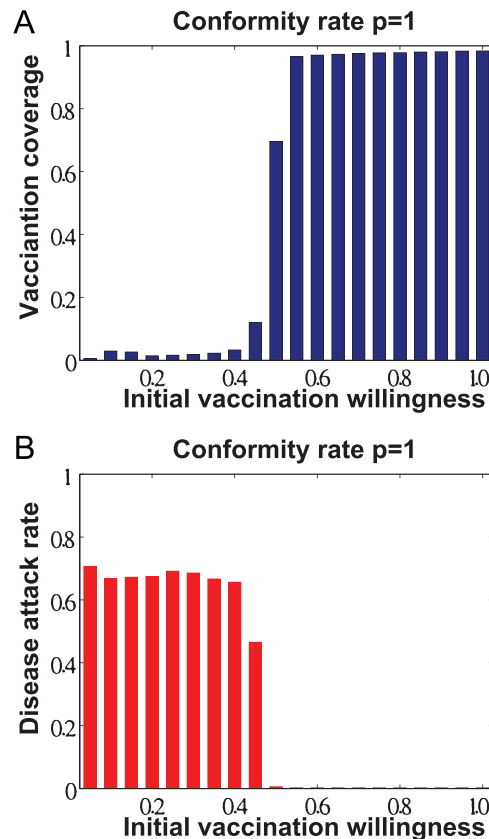 A
Conformity rate p=1
Vacciantion coverage
1
0.8
0.6
0.4
0.2
0
0.2 0.4 0.6 0.8 1.0
Initial vaccination willingness
B
Conformity rate p=1
Disease attack rate
1
0.8
0.6
0.4
0.2
0
0.2 0.4 0.6 0.8 1.0
Initial vaccination willingness